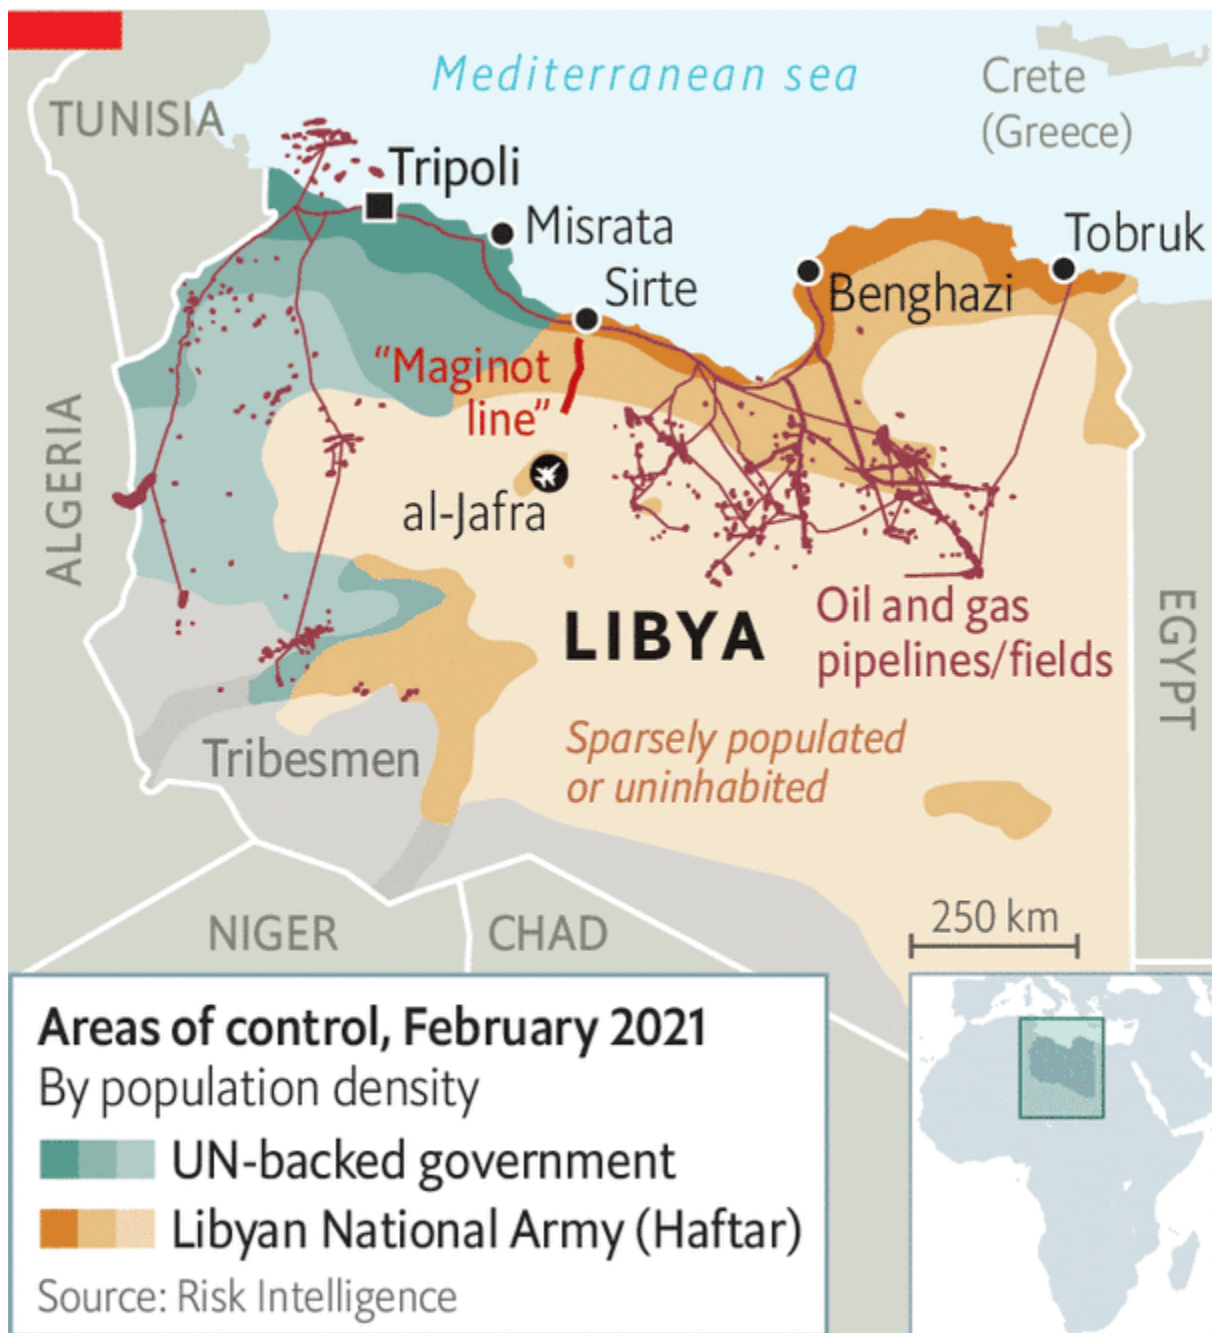 Mediterranean sea
Crete
(Greece)
TUNISIA
Tripoli
Misrata
Tobruk
Sirte
Benghazi
“Maginot
line”
ALGERIA
al-Jafra
Oil and gas
pipelines/fields
LIBYA
EGYPT
Sparsely populated
or uninhabited
Tribesmen
NIGER
CHAD
250 km
Areas of control, February 2021
By population density
UN-backed government
Libyan National Army (Haftar)
Source: Risk Intelligence